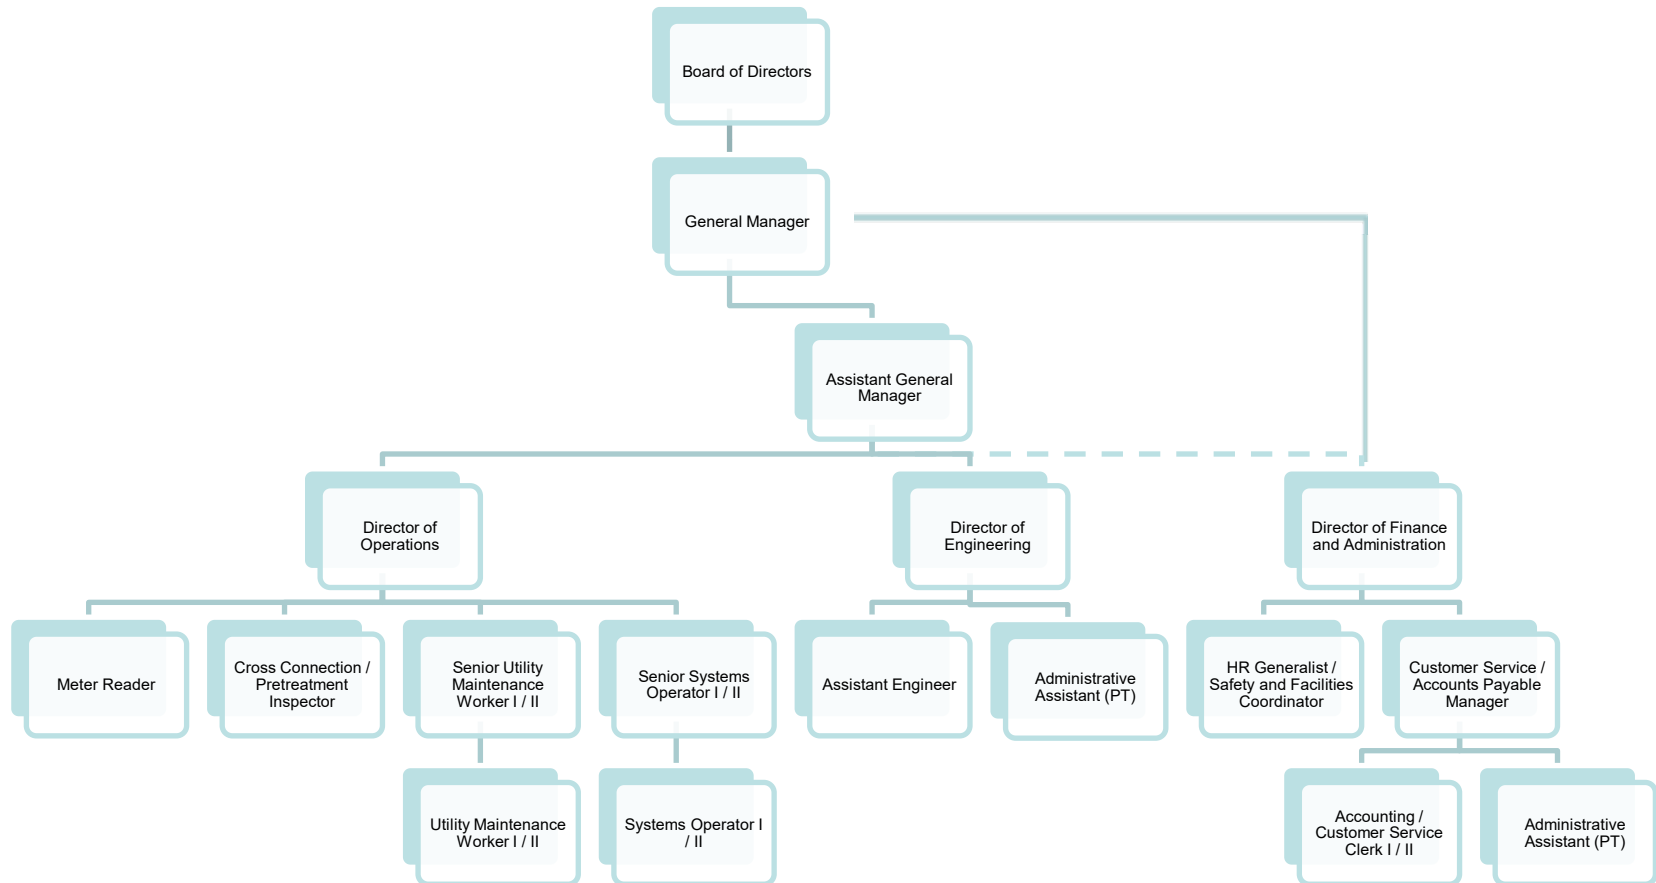 Board of Directors
General Manager
Assistant General
Manager
Director of
Operations
Director of
Engineering
Director of Finance
and Administration
Meter Reader
Cross Connection /
Pretreatment
Inspector
Senior Utility
Maintenance
Worker I / II
Senior Systems
Operator I / II
Assistant Engineer
Administrative
Assistant (PT)
HR Generalist /
Safety and Facilities
Coordinator
Customer Service /
Accounts Payable
Manager
Utility Maintenance
Worker I / II
Systems Operator I
/ II
Accounting /
Customer Service
Clerk I / II
Administrative
Assistant (PT)